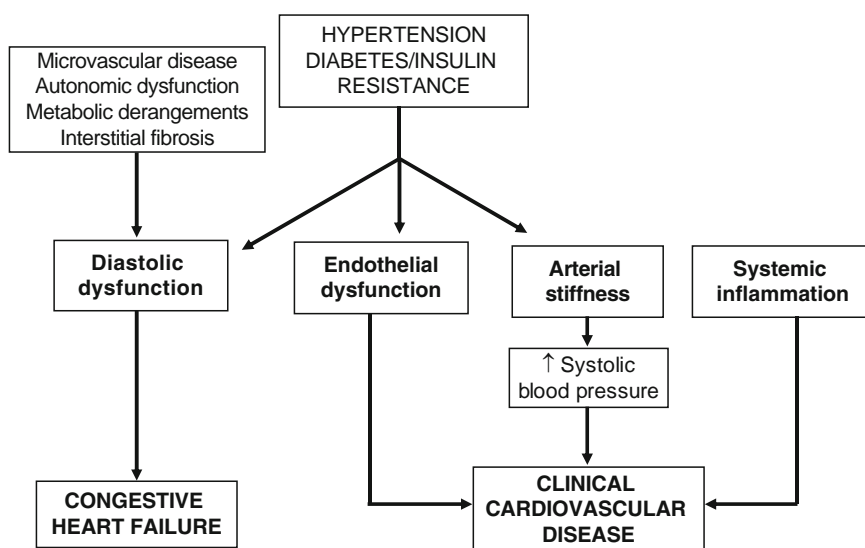 Microvascular disease
Autonomic dysfunction
Metabolic derangements
Interstitial fibrosis
HYPERTENSION
DIABETES/INSULIN
RESISTANCE
Diastolic
dysfunction
Endothelial
dysfunction
Arterial
stiffness
Systemic
inflammation
↑ Systolic
blood pressure
CONGESTIVE
HEART FAILURE
CLINICAL
CARDIOVASCULAR
DISEASE